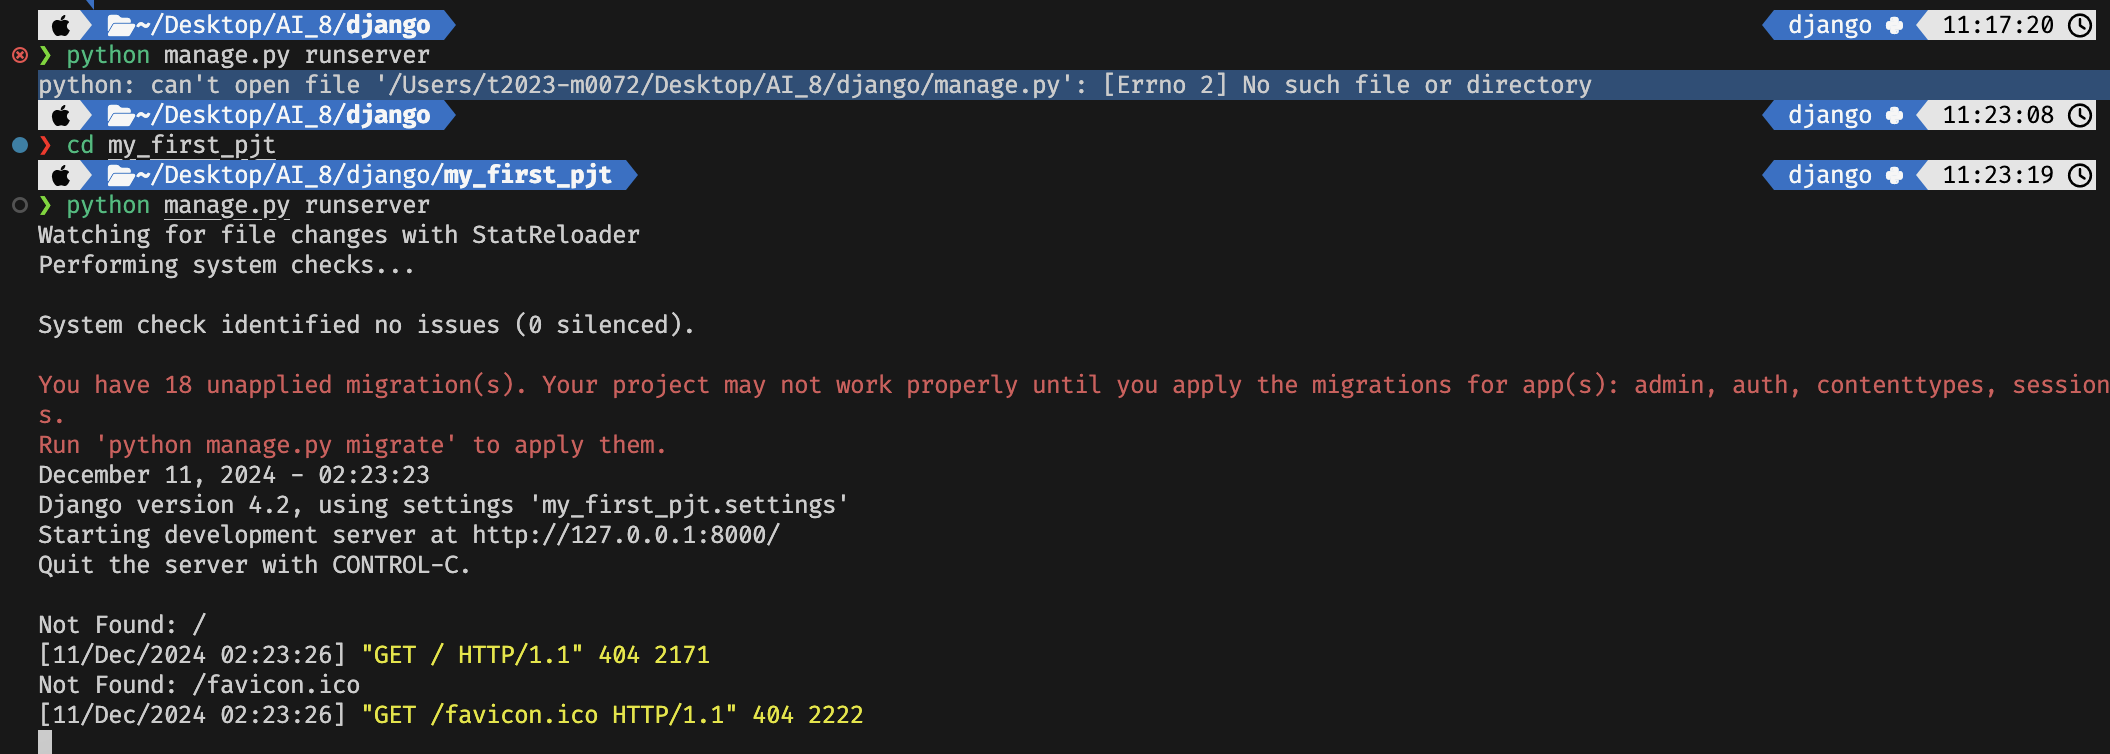 ~/Desktop/AI_8/django django 11:17:20
❯ python manage.py runserver
python: can't open file '/Users/t2023-m0072/Desktop/AI_8/django/manage.py': [Errno 2] No such file or directory
~/Desktop/AI_8/django django 11:23:08
❯ cd my_first_pjt
~/Desktop/AI_8/django/my_first_pjt django 11:23:19
❯ python manage.py runserver
Watching for file changes with StatReloader
Performing system checks...
System check identified no issues (0 silenced).
You have 18 unapplied migration(s). Your project may not work properly until you apply the migrations for app(s): admin, auth, contenttypes, session
s.
Run 'python manage.py migrate' to apply them.
December 11, 2024 - 02:23:23
Django version 4.2, using settings 'my_first_pjt.settings'
Starting development server at http://127.0.0.1:8000/
Quit the server with CONTROL-C.
Not Found: /
[11/Dec/2024 02:23:26] "GET / HTTP/1.1" 404 2171
Not Found: /favicon.ico
[11/Dec/2024 02:23:26] "GET /favicon.ico HTTP/1.1" 404 2222